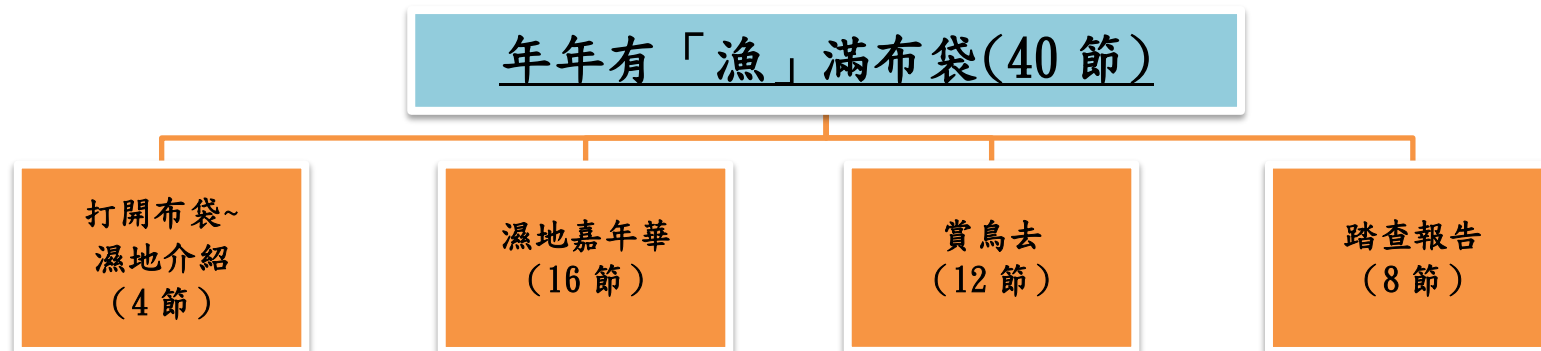 年年有「漁」滿布袋(40 節)
打開布袋~
濕地介紹
(4 節)
濕地嘉年華
(16 節)
賞鳥去
(12 節)
踏查報告
(8 節)